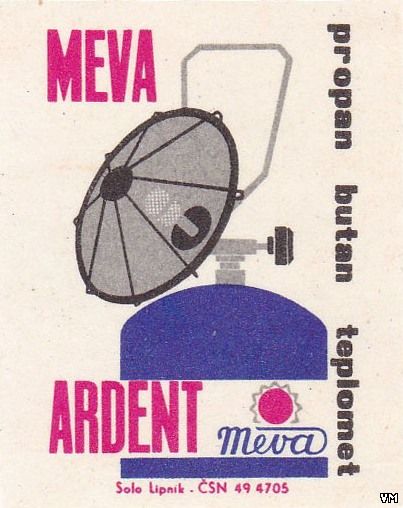 MEVA
propan butan teplomet
ARDENT
meva
Solo Lipník - ČSN 49 4705
VM